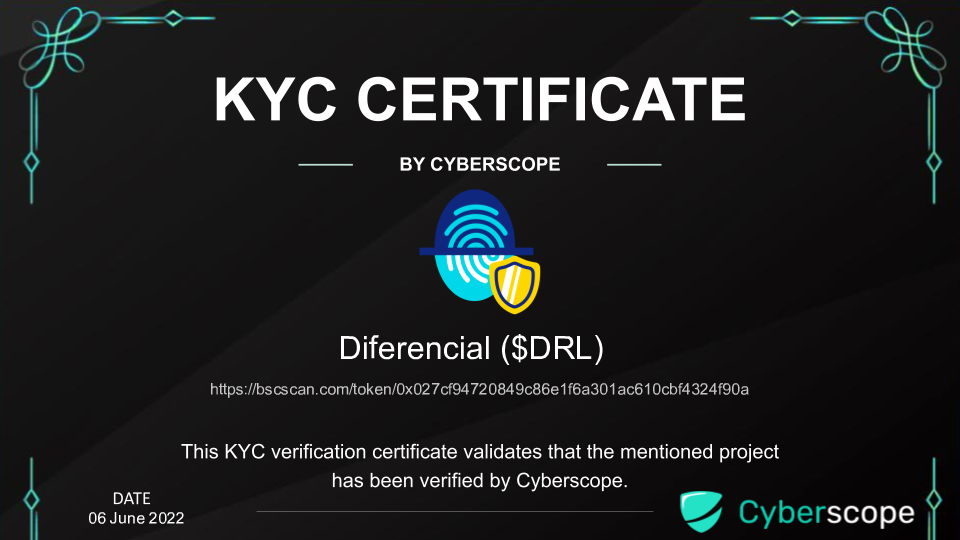 KYC CERTIFICATE
BY CYBERSCOPE
Diferencial ($DRL)
https://bscscan.com/token/0x027cf94720849c86e1f6a301ac610cbf4324f90a
This KYC verification certificate validates that the mentioned project
has been verified by Cyberscope.
DATE
06 June 2022
Cyberscope